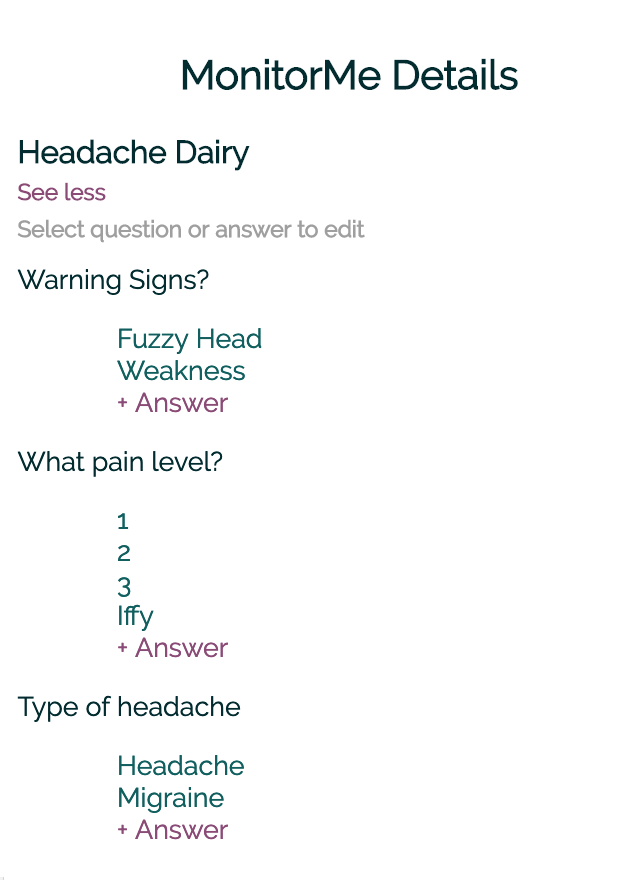 MonitorMe Details
Headache Dairy
See less
Select question or answer to edit
Warning Signs?
Fuzzy Head
Weakness
+ Answer
What pain level?
1
2
3
Iffy
+ Answer
Type of headache
Headache
Migraine
+ Answer